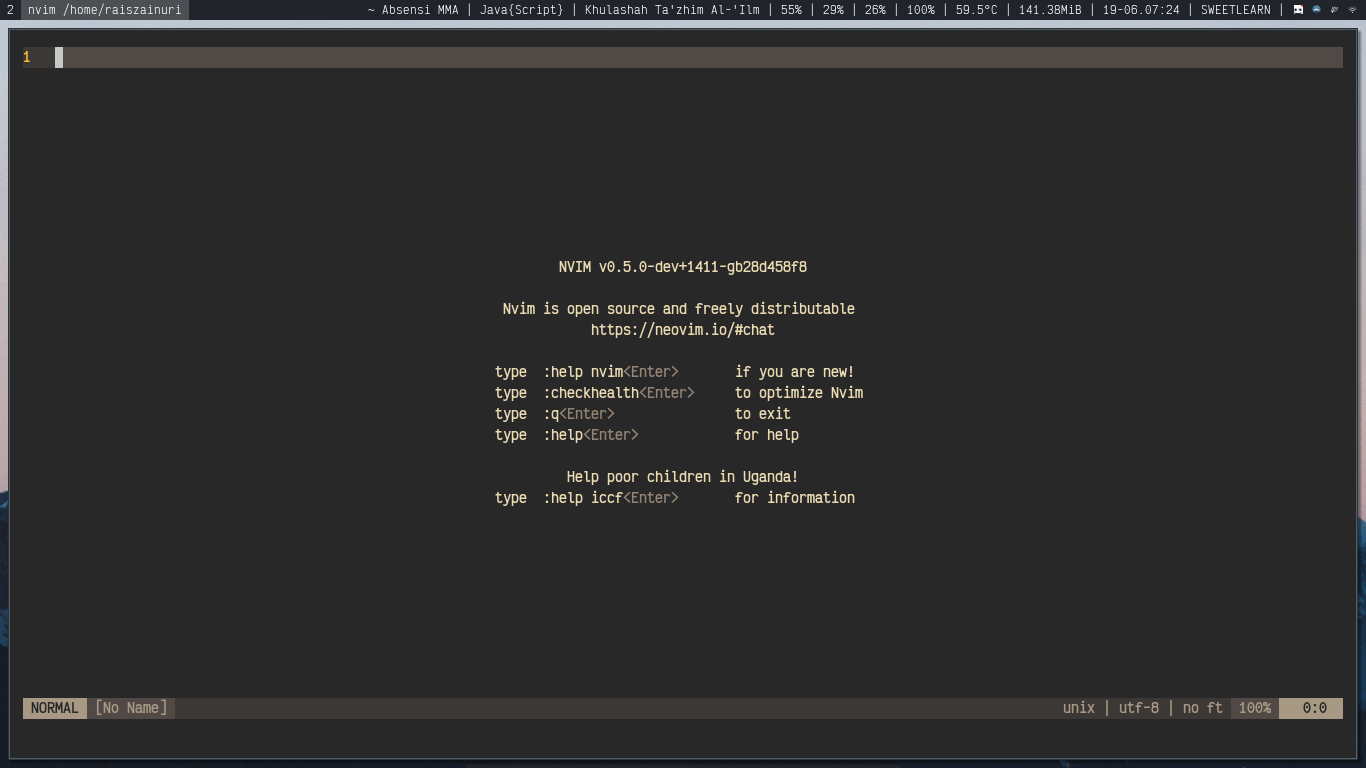 2 nvim /home/raiszainuri ~ Absensi MMA | Java{Script} | Khulashah Ta'zhim Al-'Ilm | 55% | 29% | 26% | 100% | 59.5°C | 141.38MiB | 19-06.07:24 | SWEETLEARN |
1
NVIM v0.5.0-dev+1411-gb28d458f8
Nvim is open source and freely distributable
https://neovim.io/#chat
type :help nvim<Enter> if you are new!
type :checkhealth<Enter> to optimize Nvim
type :q<Enter> to exit
type :help<Enter> for help
Help poor children in Uganda!
type :help iccf<Enter> for information
NORMAL [No Name] unix | utf-8 | no ft 100% 0:0